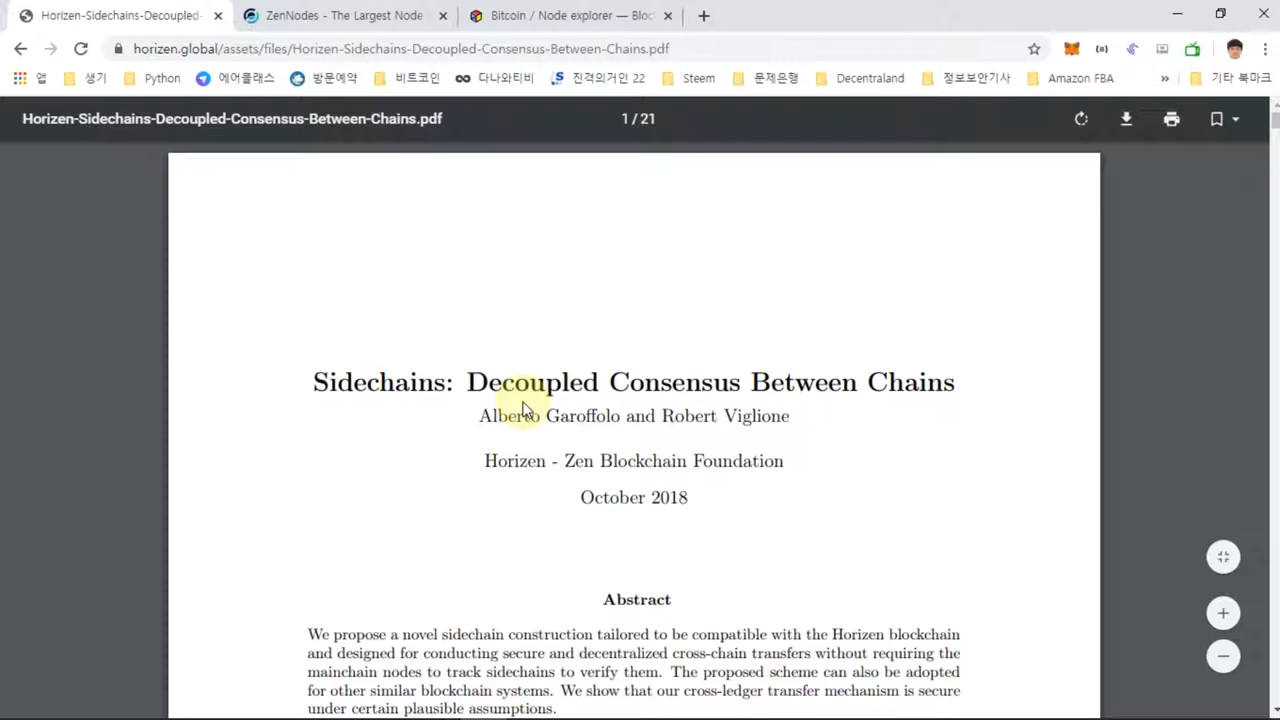 Horizen-Sidechains-Decoupled-
ZenNodes - The Largest Node
Bitcoin / Node explorer — Bloc
horizen.global/assets/files/Horizen-Sidechains-Decoupled-Consensus-Between-Chains.pdf
앱 생기 Python 에어클래스 방문예약 비트코인 다나와티비 진격의거인 22 Steem 문제은행 Decentraland 정보보안기사 Amazon FBA » 기타 북마크
Horizen-Sidechains-Decoupled-Consensus-Between-Chains.pdf 1 / 21
Sidechains: Decoupled Consensus Between Chains
Alberto Garoffolo and Robert Viglione
Horizen - Zen Blockchain Foundation
October 2018
Abstract
We propose a novel sidechain construction tailored to be compatible with the Horizen blockchain
and designed for conducting secure and decentralized cross-chain transfers without requiring the
mainchain nodes to track sidechains to verify them. The proposed scheme can also be adopted
for other similar blockchain systems. We show that our cross-ledger transfer mechanism is secure
under certain plausible assumptions.